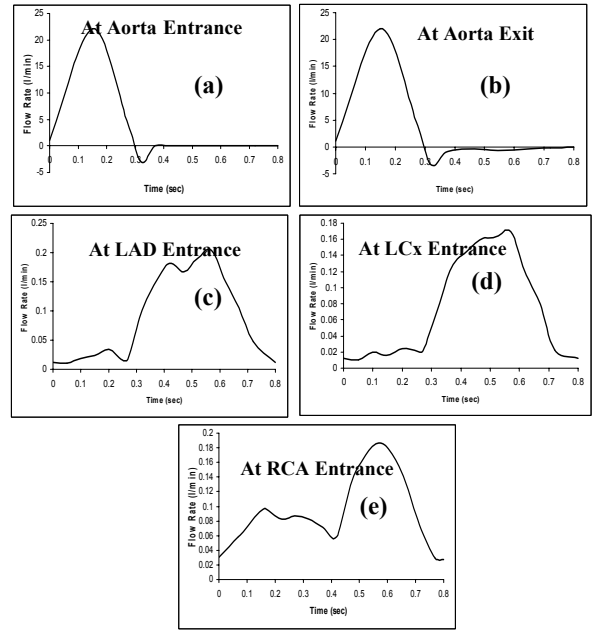 At Aorta Entrance
(a)
Flow Rate (l/min)
25
20
15
10
5
0
-5
0 0.1 0.2 0.3 0.4 0.5 0.6 0.7 0.8
Time (sec)
At Aorta Exit
(b)
Flow Rate (l/min)
25
20
15
10
5
0
-5
0 0.1 0.2 0.3 0.4 0.5 0.6 0.7 0.8
Time (sec)
At LAD Entrance
(c)
Flow Rate (l/min)
0.25
0.2
0.15
0.1
0.05
0
0 0.1 0.2 0.3 0.4 0.5 0.6 0.7 0.8
Time (sec)
At LCx Entrance
(d)
Flow Rate (l/min)
0.18
0.16
0.14
0.12
0.1
0.08
0.06
0.04
0.02
0
0 0.1 0.2 0.3 0.4 0.5 0.6 0.7 0.8
Time (sec)
At RCA Entrance
(e)
Flow Rate (l/min)
0.2
0.18
0.16
0.14
0.12
0.1
0.08
0.06
0.04
0.02
0
0 0.1 0.2 0.3 0.4 0.5 0.6 0.7 0.8
Time (sec)